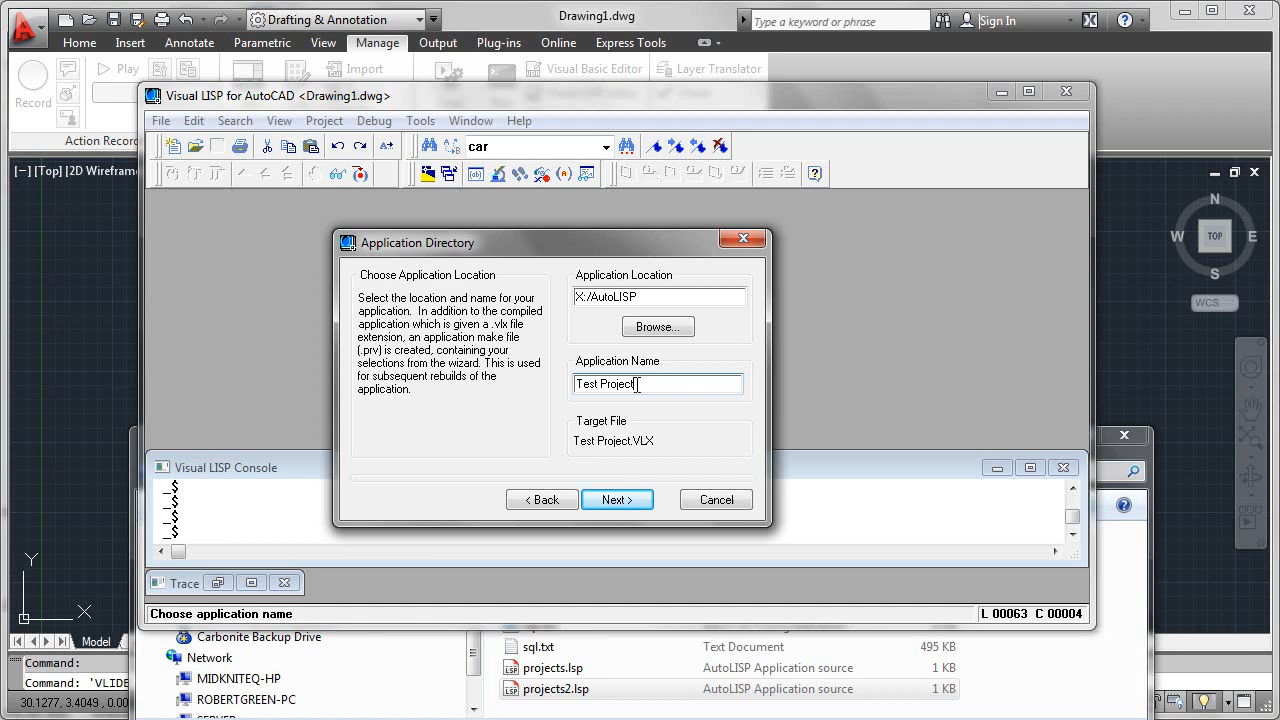 Drafting & Annotation
Drawing1.dwg
Type a keyword or phrase
Sign In
Home Insert Annotate Parametric View Manage Output Plug-ins Online Express Tools
Play
Import
Visual Basic Editor
Layer Translator
Record
Action Recor
Visual LISP for AutoCAD <Drawing1.dwg>
File Edit Search View Project Debug Tools Window Help
car
[−] [Top] [2D Wirefram
N
W TOP E
S
WCS
Application Directory
Choose Application Location
Select the location and name for your
application. In addition to the compiled
application which is given a .vlx file
extension, an application make file
(.prv) is created, containing your
selections from the wizard. This is used
for subsequent rebuilds of the
application.
Application Location
X:/AutoLISP
Browse...
Application Name
Test Project
Target File
Test Project.VLX
< Back Next > Cancel
Visual LISP Console
_$
_$
_$
_$
Trace
Choose application name
L 00063 C 00004
Y
X
Model
Command:
Command: 'VLIDE
30.1277, 3.4049, 0.00
Carbonite Backup Drive
Network
MIDKNITEQ-HP
ROBERTGREEN-PC
sql.txt Text Document 495 KB
projects.lsp AutoLISP Application source 1 KB
projects2.lsp AutoLISP Application source 1 KB